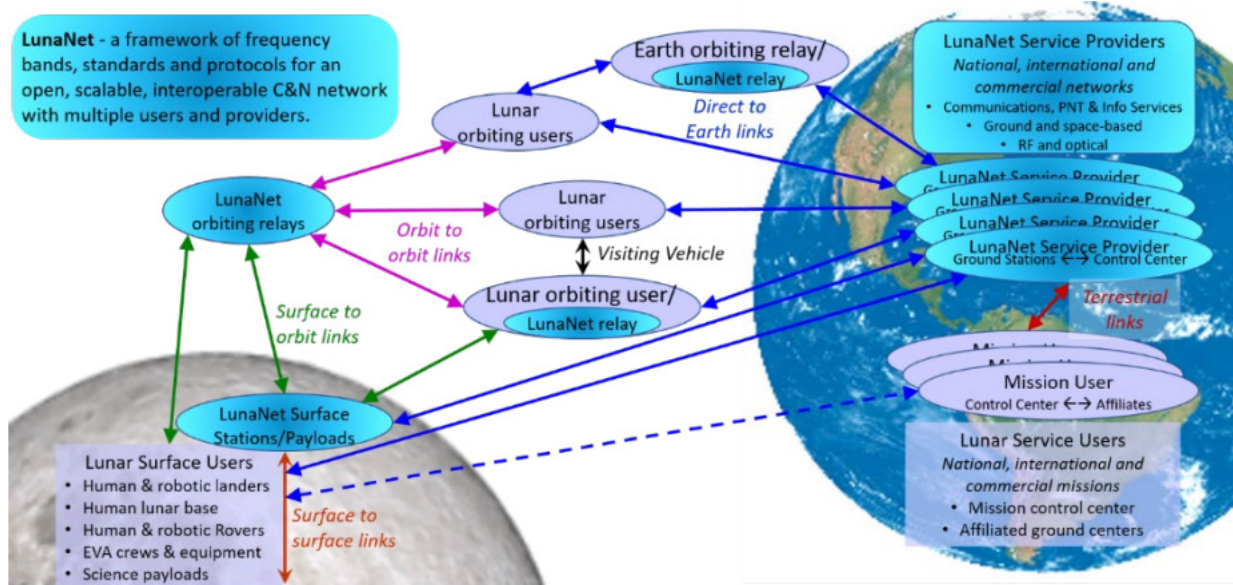 LunaNet - a framework of frequency
bands, standards and protocols for an
open, scalable, interoperable C&N network
with multiple users and providers.
Earth orbiting relay/
LunaNet relay
Direct to
Earth links
Lunar
orbiting users
LunaNet
orbiting relays
Orbit to
orbit links
Lunar
orbiting users
Visiting Vehicle
Lunar orbiting user/
LunaNet relay
Surface to
orbit links
LunaNet Surface
Stations/Payloads
Lunar Surface Users
• Human & robotic landers
• Human lunar base
• Human & robotic Rovers
• EVA crews & equipment
• Science payloads
Surface to
surface links
LunaNet Service Providers
National, international and
commercial networks
• Communications, PNT & Info Services
• Ground and space-based
• RF and optical
LunaNet Service Provider
LunaNet Service Provider
LunaNet Service Provider
LunaNet Service Provider
Ground Stations ←→ Control Center
Terrestrial
links
Mission User
Control Center ←→ Affiliates
Lunar Service Users
National, international and
commercial missions
• Mission control center
• Affiliated ground centers